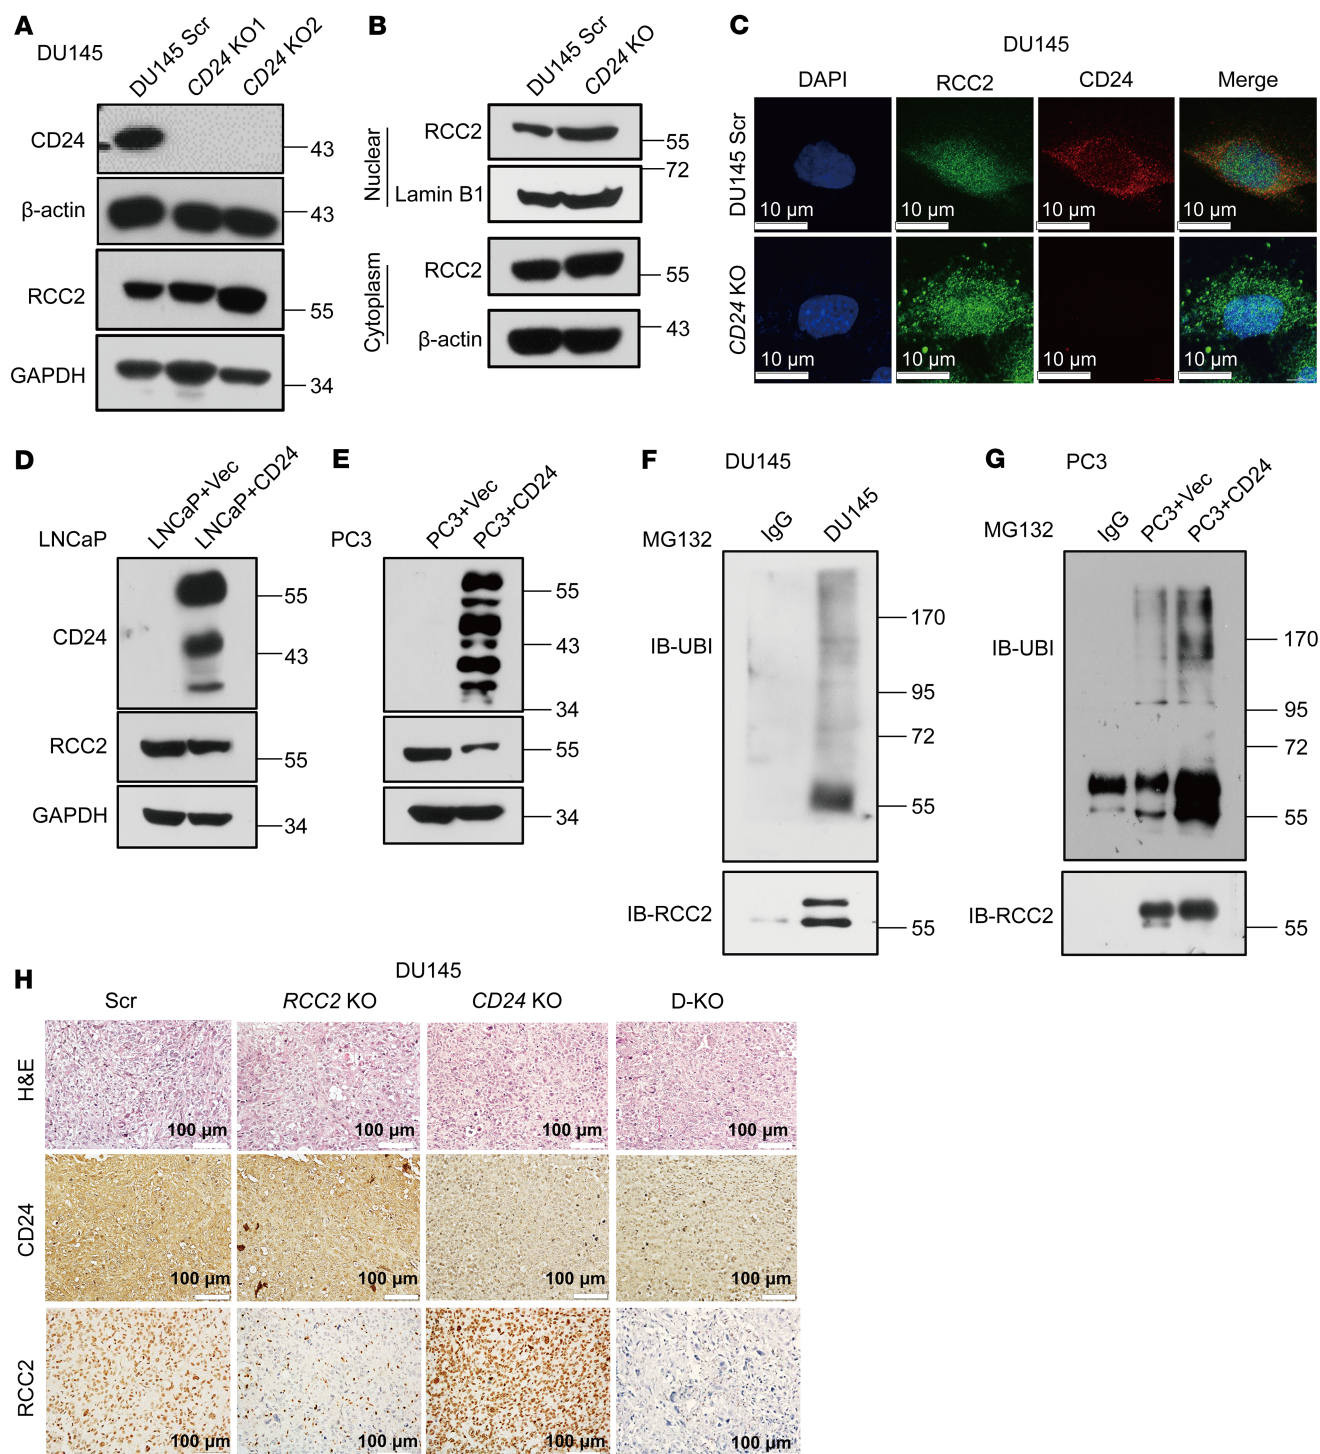 A
DU145
DU145 Scr
CD24 KO1
CD24 KO2
CD24
43
β-actin
43
RCC2
55
GAPDH
34
B
DU145 Scr
CD24 KO
Nuclear
RCC2
55
72
Lamin B1
Cytoplasm
RCC2
55
β-actin
43
C
DU145
DAPI
RCC2
CD24
Merge
DU145 Scr
10 µm
10 µm
10 µm
10 µm
CD24 KO
10 µm
10 µm
10 µm
10 µm
D
LNCaP
LNCaP+Vec
LNCaP+CD24
CD24
55
43
RCC2
55
GAPDH
34
E
PC3
PC3+Vec
PC3+CD24
55
43
34
55
34
F
DU145
MG132
IgG
DU145
IB-UBI
170
95
72
55
IB-RCC2
55
G
PC3
MG132
IgG
PC3+Vec
PC3+CD24
IB-UBI
170
95
72
55
IB-RCC2
55
H
DU145
Scr
RCC2 KO
CD24 KO
D-KO
H&E
100 µm
100 µm
100 µm
100 µm
CD24
100 µm
100 µm
100 µm
100 µm
RCC2
100 µm
100 µm
100 µm
100 µm